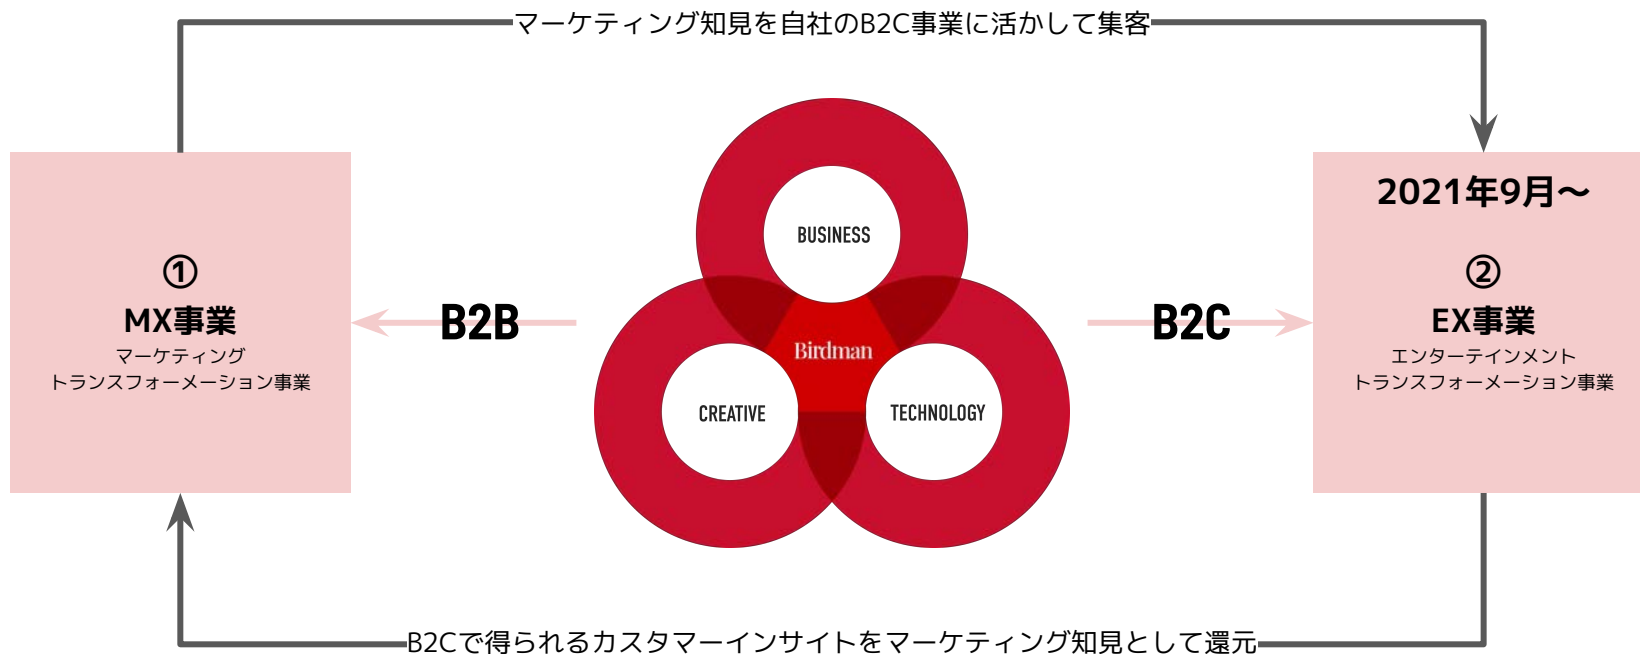 マーケティング知見を自社のB2C事業に活かして集客
2021年9月〜
BUSINESS
①
MX事業
マーケティング
トランスフォーメーション事業
B2B
B2C
②
EX事業
エンターテインメント
トランスフォーメーション事業
Birdman
CREATIVE
TECHNOLOGY
B2Cで得られるカスタマーインサイトをマーケティング知見として還元